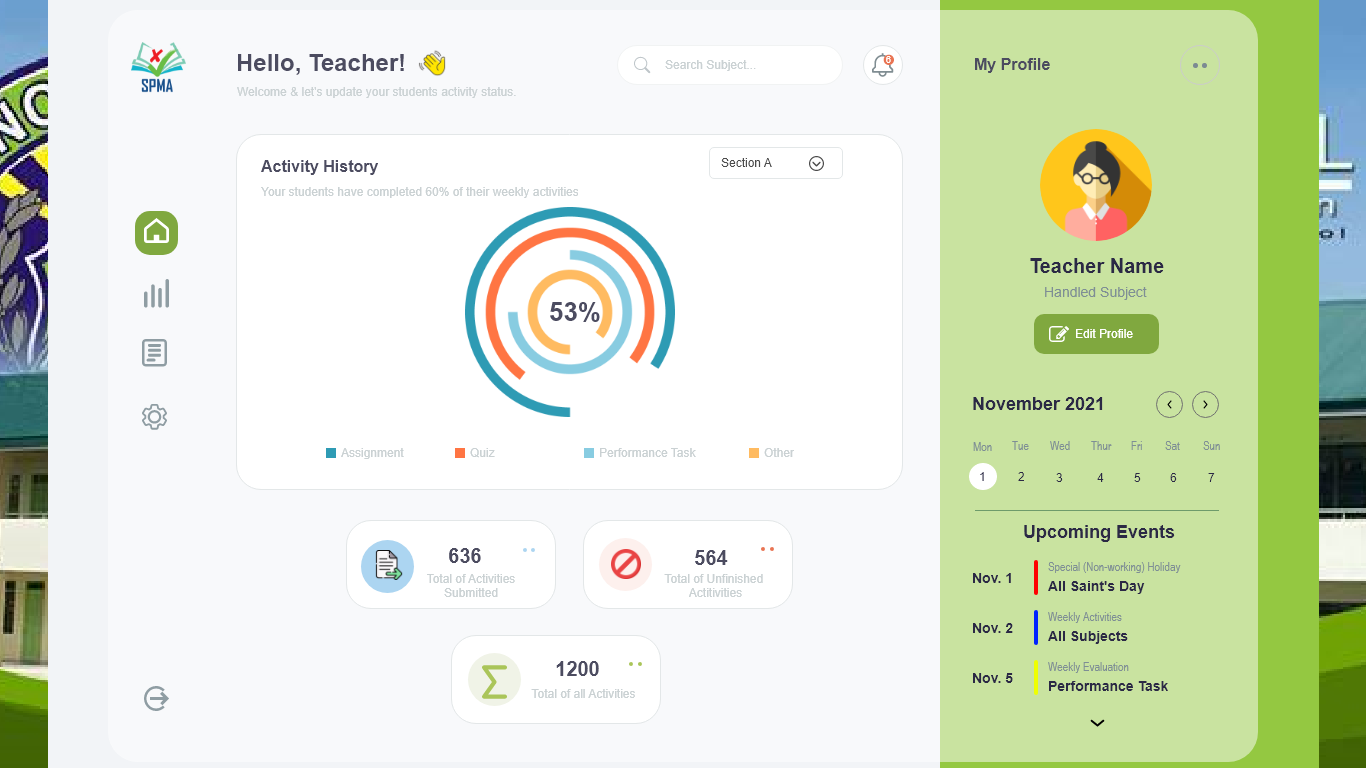 SPMA
Hello, Teacher!
Welcome & let's update your students activity status.
Search Subject...
6
Activity History
Section A
Your students have completed 60% of their weekly activities
53%
Assignment
Quiz
Performance Task
Other
636
Total of Activities
Submitted
564
Total of Unfinished
Actitivities
1200
Total of all Activities
My Profile
Teacher Name
Handled Subject
Edit Profile
November 2021
Mon Tue Wed Thur Fri Sat Sun
1 2 3 4 5 6 7
Upcoming Events
Nov. 1
Special (Non-working) Holiday
All Saint's Day
Nov. 2
Weekly Activities
All Subjects
Nov. 5
Weekly Evaluation
Performance Task